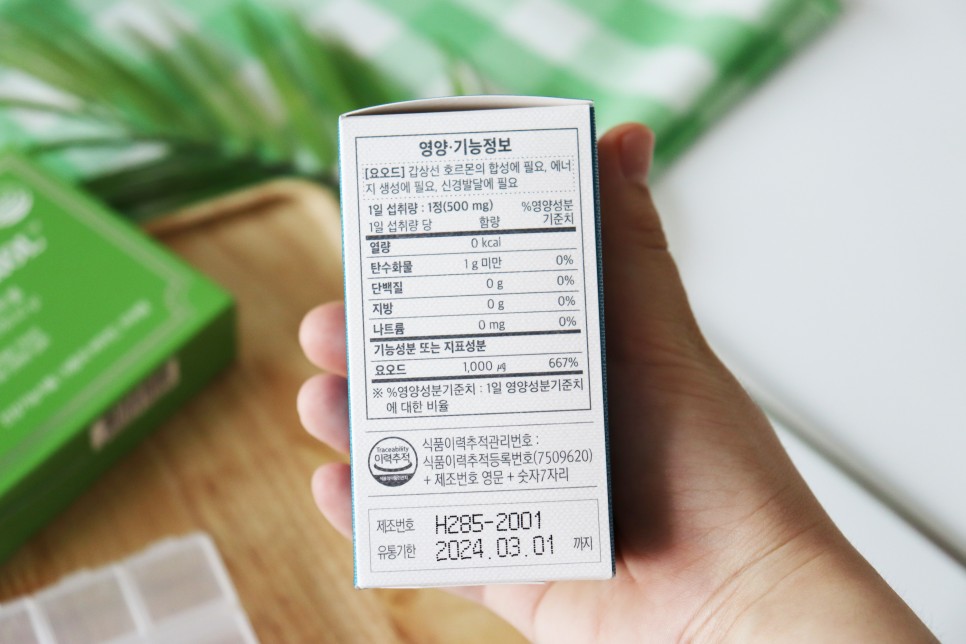 영양·기능정보
[요오드] 갑상선 호르몬의 합성에 필요, 에너
지 생성에 필요, 신경발달에 필요
1일 섭취량 : 1정(500 mg) %영양성분
1일 섭취량 당 함량 기준치
열량 0 kcal
탄수화물 1 g 미만 0%
단백질 0 g 0%
지방 0 g 0%
나트륨 0 mg 0%
기능성분 또는 지표성분
요오드 1,000 ㎍ 667%
※ %영양성분기준치 : 1일 영양성분기준치
에 대한 비율
Traceability
이력추적
식품의약품안전처
식품이력추적관리번호 :
식품이력추적등록번호(7509620)
+ 제조번호 영문 + 숫자7자리
제조번호 H285-2001
유통기한 2024.03.01 까지